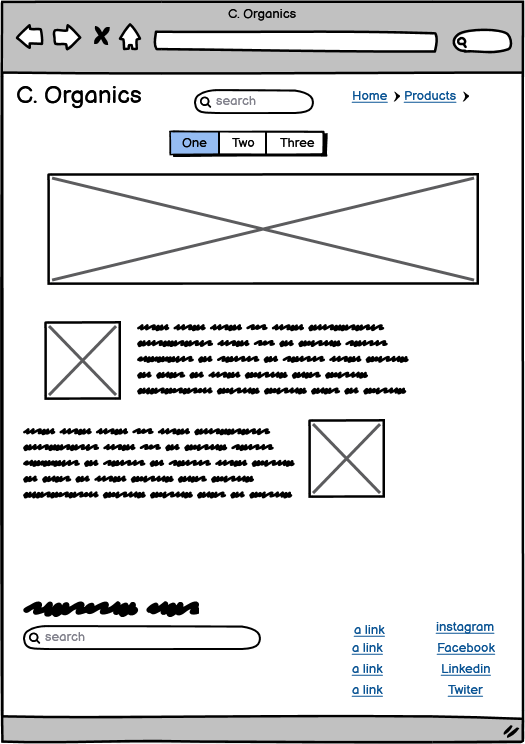 C. Organics
C. Organics
search
Home Products
One Two Three
search
a link
a link
a link
a link
instagram
Facebook
Linkedin
Twiter